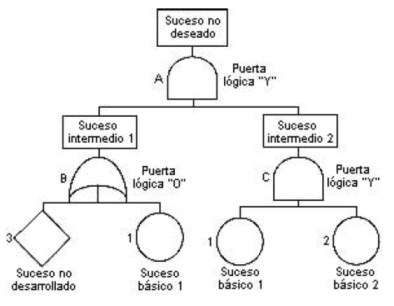 Suceso no
deseado
A
Puerta
lógica "Y"
Suceso
intermedio 1
Suceso
intermedio 2
B
Puerta
lógica "O"
C
Puerta
lógica "Y"
3
1
1
2
Suceso no
desarrollado
Suceso
básico 1
Suceso
básico 1
Suceso
básico 2